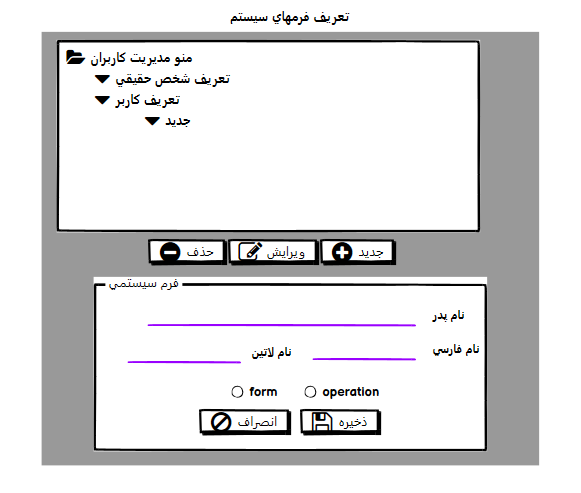 تعریف فرمهاي سیستم
منو مدیریت کاربران
تعریف شخص حقیقي
تعریف کاربر
جدید
جدید ویرایش حذف
فرم سیستمي
نام پدر
نام فارسي نام لاتین
form operation
ذخیره انصراف